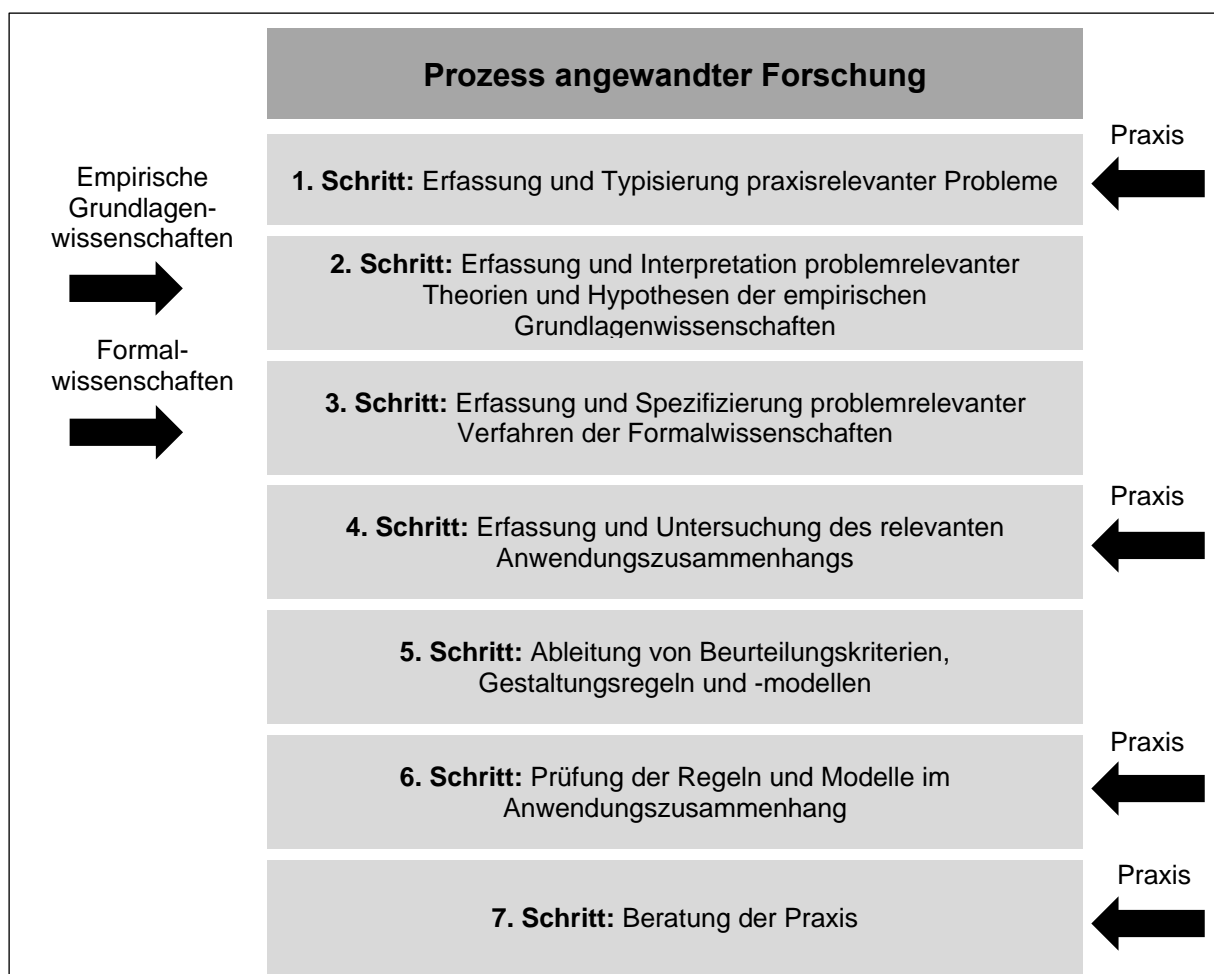 Prozess angewandter Forschung
Praxis
1. Schritt: Erfassung und Typisierung praxisrelevanter Probleme
Empirische
Grundlagen-
wissenschaften
2. Schritt: Erfassung und Interpretation problemrelevanter
Theorien und Hypothesen der empirischen
Grundlagenwissenschaften
Formal-
wissenschaften
3. Schritt: Erfassung und Spezifizierung problemrelevanter
Verfahren der Formalwissenschaften
Praxis
4. Schritt: Erfassung und Untersuchung des relevanten
Anwendungszusammenhangs
5. Schritt: Ableitung von Beurteilungskriterien,
Gestaltungsregeln und -modellen
Praxis
6. Schritt: Prüfung der Regeln und Modelle im
Anwendungszusammenhang
Praxis
7. Schritt: Beratung der Praxis